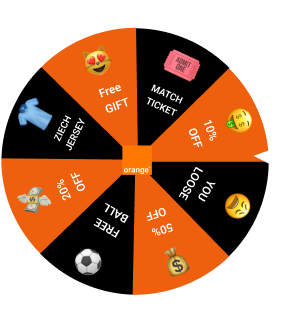 Free
GIFT
MATCH
TICKET
ADMIT
ONE
10%
OFF
YOU
LOOSE
50%
OFF
FREE
BALL
20%
OFF
ZIECH
JERSEY
orange